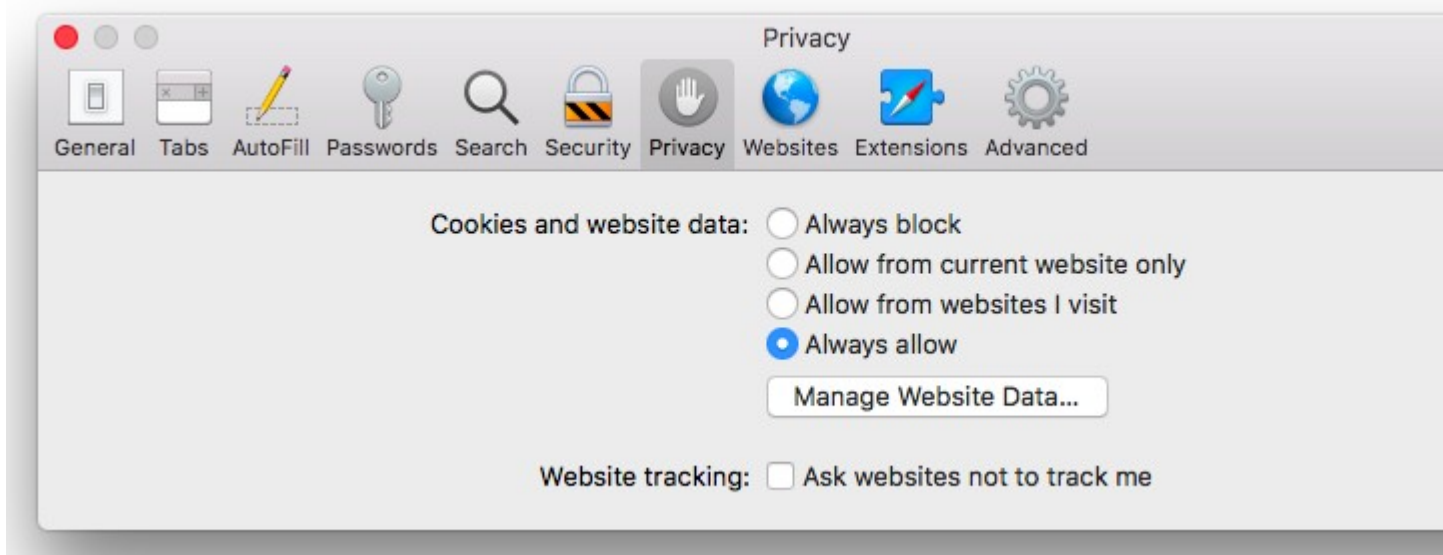 Privacy
General Tabs AutoFill Passwords Search Security Privacy Websites Extensions Advanced
Cookies and website data: Always block
Allow from current website only
Allow from websites I visit
Always allow
Manage Website Data...
Website tracking: Ask websites not to track me